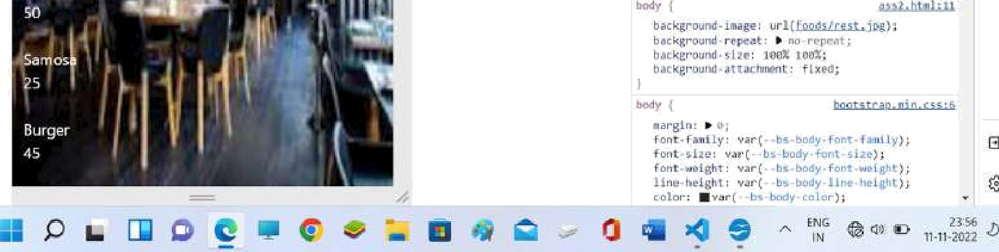 50
Samosa
25
Burger
45
body {
ass2.html:11
background-image: url(foods/rest.jpg);
background-repeat: ▶ no-repeat;
background-size: 100% 100%;
background-attachment: fixed;
}
body {
bootstrap.min.css:6
margin: ▶ 0;
font-family: var(--bs-body-font-family);
font-size: var(--bs-body-font-size);
font-weight: var(--bs-body-font-weight);
line-height: var(--bs-body-line-height);
color: var(--bs-body-color);
ENG
IN
23:56
11-11-2022